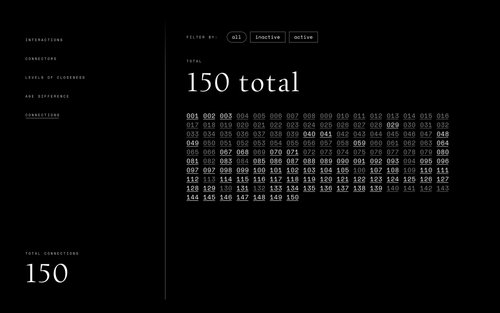 INTERACTIONS
CONNECTORS
LEVELS OF CLOSENESS
AGE DIFFERENCE
CONNECTIONS
TOTAL CONNECTIONS
150
FILTER BY: all inactive active
TOTAL
150 total
001 002 003 004 005 006 007 008 009 010 011 012 013 014 015 016
017 018 019 020 021 022 023 024 025 026 027 028 029 030 031 032
033 034 035 036 037 038 039 040 041 042 043 044 045 046 047 048
049 050 051 052 053 054 055 056 057 058 059 060 061 062 063 064
065 066 067 068 069 070 071 072 073 074 075 076 077 078 079 080
081 082 083 084 085 086 087 088 089 090 091 092 093 094 095 096
097 097 098 099 100 101 102 103 104 105 106 107 108 109 110 111
112 113 114 115 116 117 118 119 120 121 122 123 124 125 126 127
128 129 130 131 132 133 134 135 136 137 138 139 140 141 142 143
144 145 146 147 148 149 150